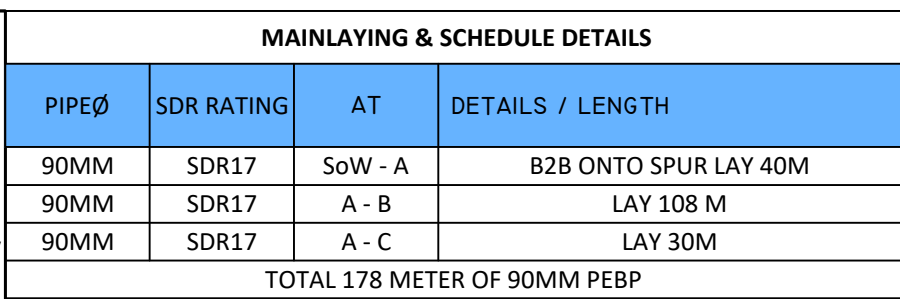 MAINLAYING & SCHEDULE DETAILS
PIPEØ SDR RATING AT DETAILS / LENGTH
90MM SDR17 SoW - A B2B ONTO SPUR LAY 40M
90MM SDR17 A - B LAY 108 M
90MM SDR17 A - C LAY 30M
TOTAL 178 METER OF 90MM PEBP